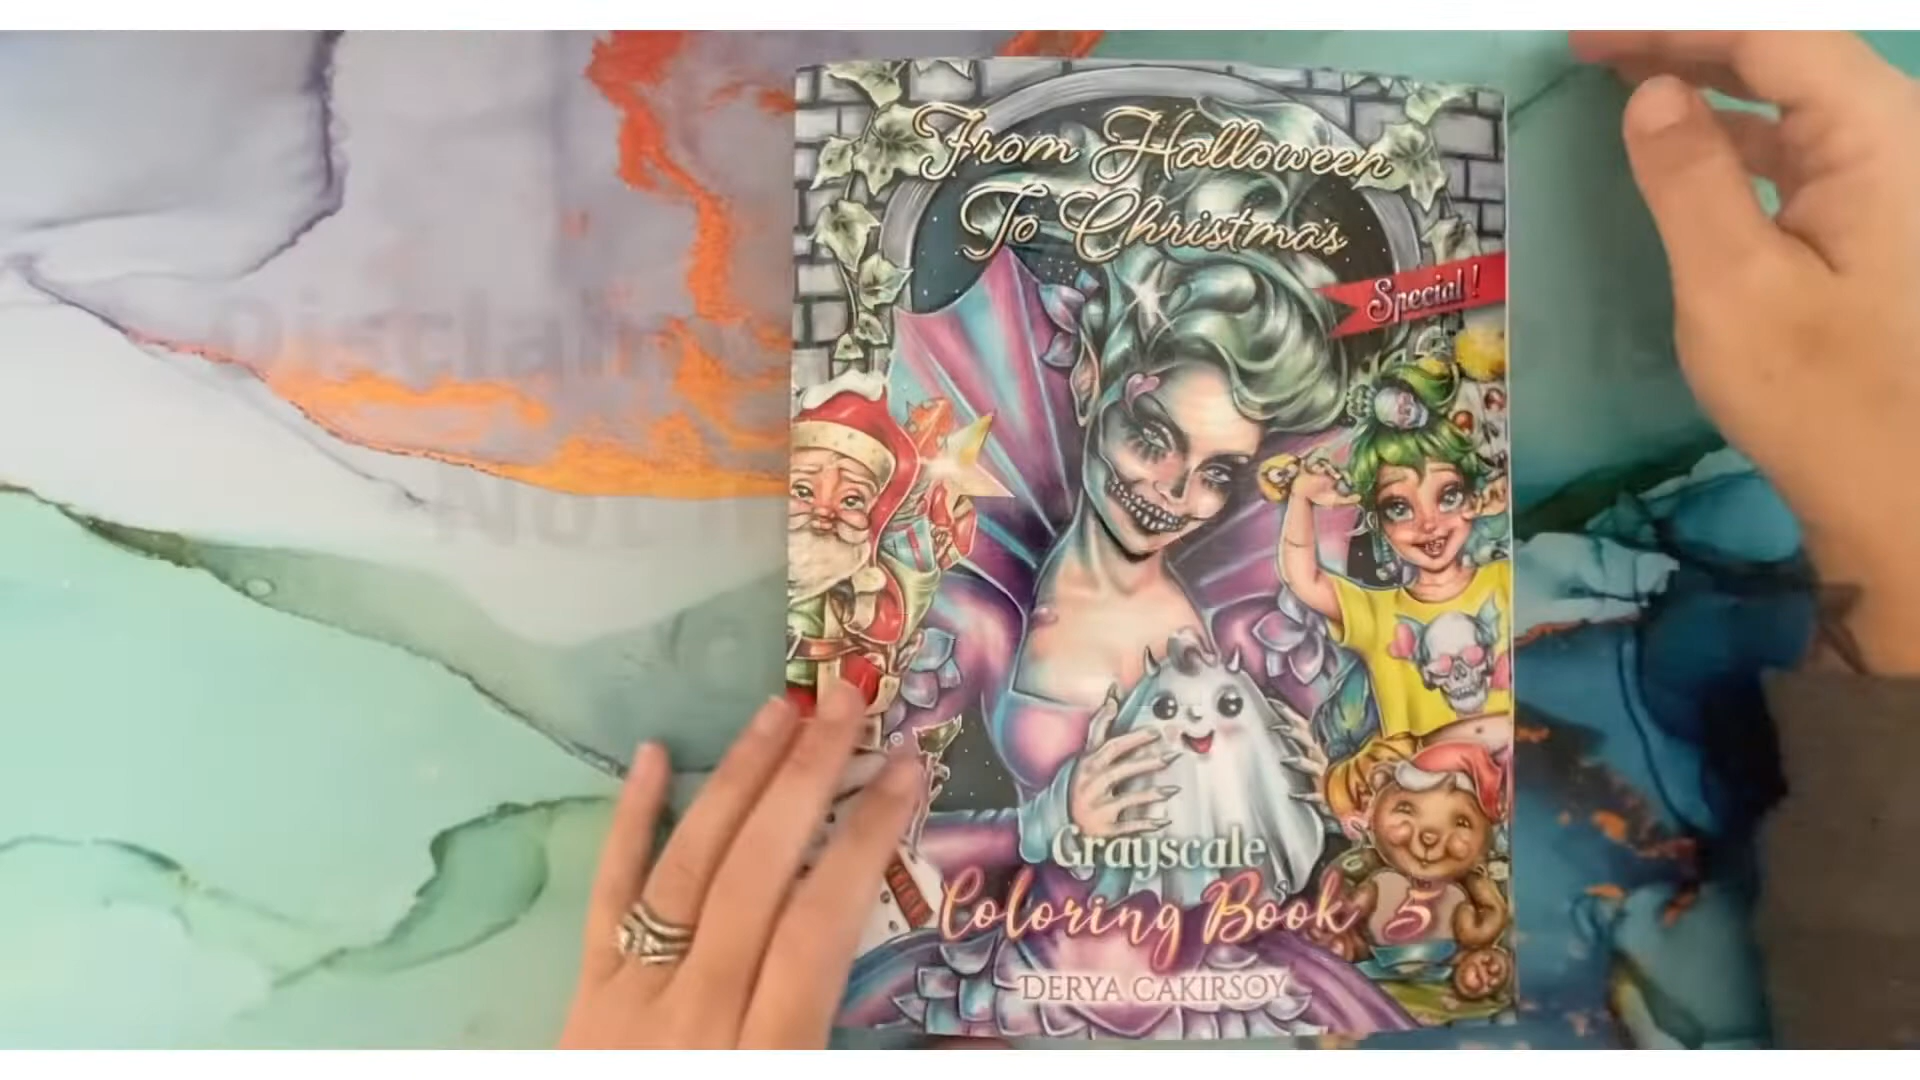 From Halloween
To Christmas
Special !
Grayscale
Coloring Book 5
DERYA CAKIRSOY